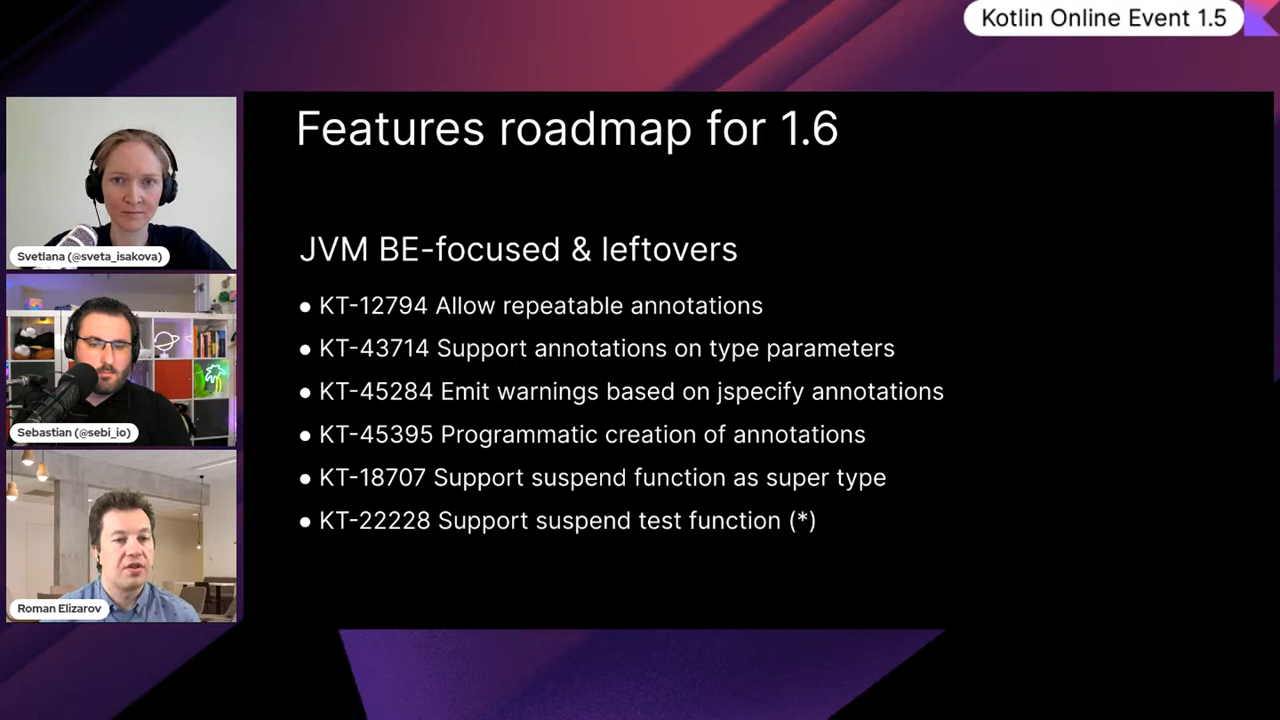 Kotlin Online Event 1.5
Features roadmap for 1.6
JVM BE-focused & leftovers
● KT-12794 Allow repeatable annotations
● KT-43714 Support annotations on type parameters
● KT-45284 Emit warnings based on jspecify annotations
● KT-45395 Programmatic creation of annotations
● KT-18707 Support suspend function as super type
● KT-22228 Support suspend test function (*)
Svetlana (@sveta_isakova)
Sebastian (@sebi_io)
Roman Elizarov